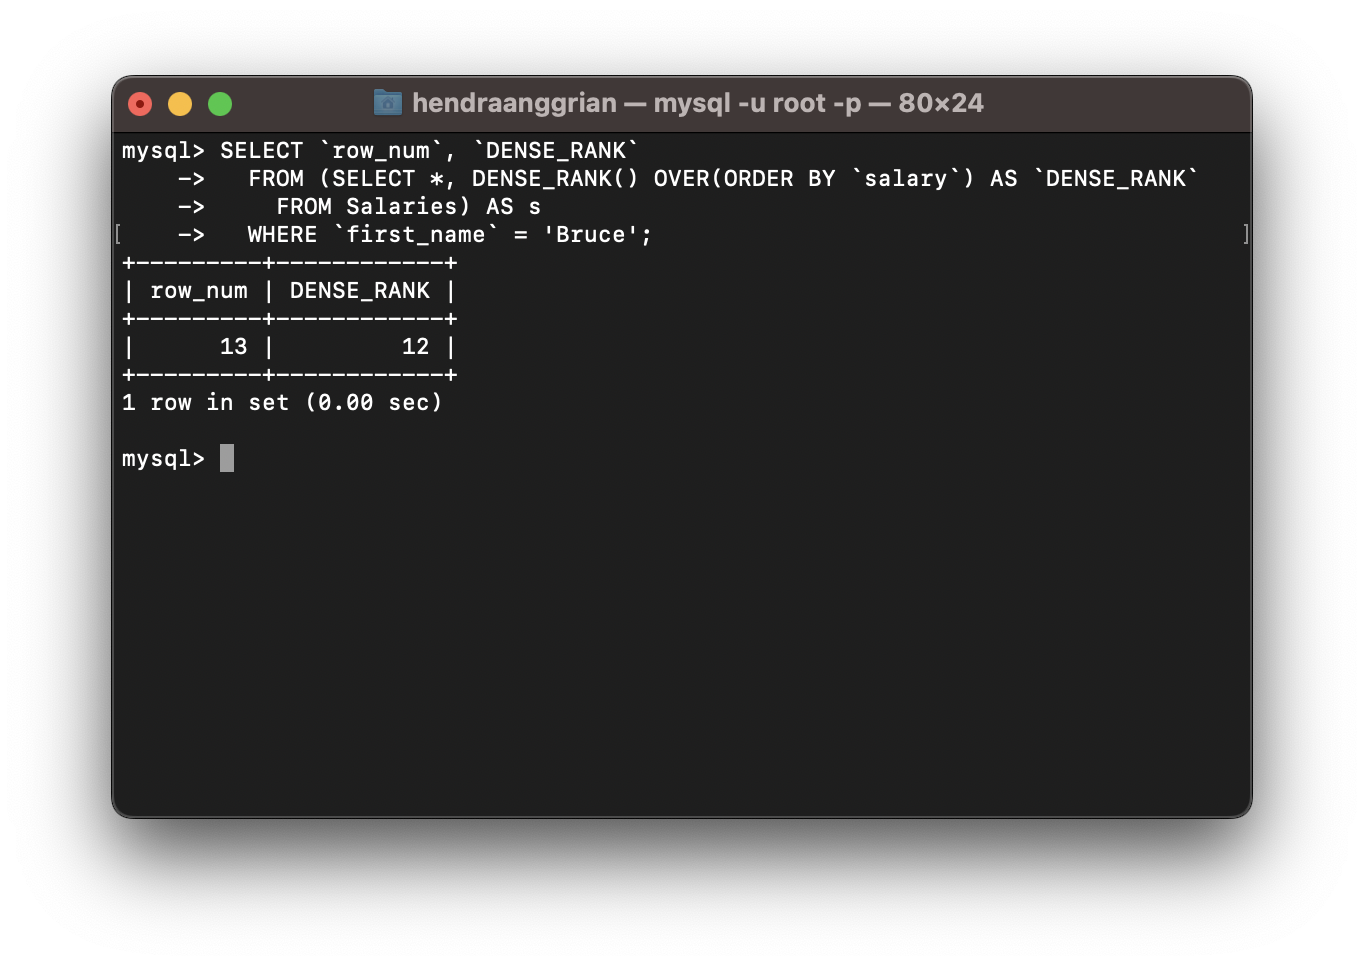 hendraanggrian — mysql -u root -p — 80×24
mysql> SELECT `row_num`, `DENSE_RANK`
    ->   FROM (SELECT *, DENSE_RANK() OVER(ORDER BY `salary`) AS `DENSE_RANK`
    ->     FROM Salaries) AS s
[    ->   WHERE `first_name` = 'Bruce';                                          ]
+---------+------------+
| row_num | DENSE_RANK |
+---------+------------+
|      13 |         12 |
+---------+------------+
1 row in set (0.00 sec)
mysql>